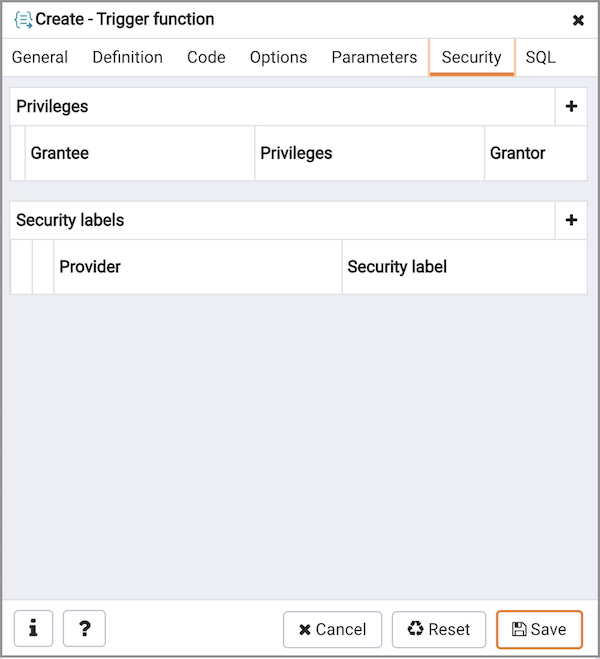 Create - Trigger function
General Definition Code Options Parameters Security SQL
Privileges
Grantee Privileges Grantor
Security labels
Provider Security label
i ? Cancel Reset Save